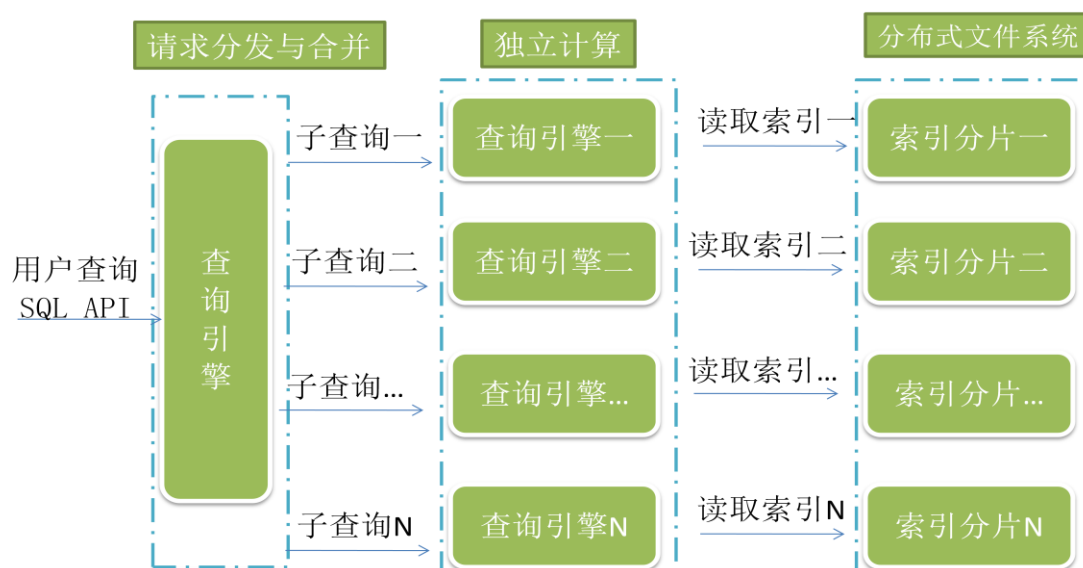 请求分发与合并
独立计算
分布式文件系统
子查询一
查询引擎一
读取索引一
索引分片一
用户查询
SQL API
查询引擎
子查询二
查询引擎二
读取索引二
索引分片二
子查询...
查询引擎...
读取索引...
索引分片...
子查询N
查询引擎N
读取索引N
索引分片N